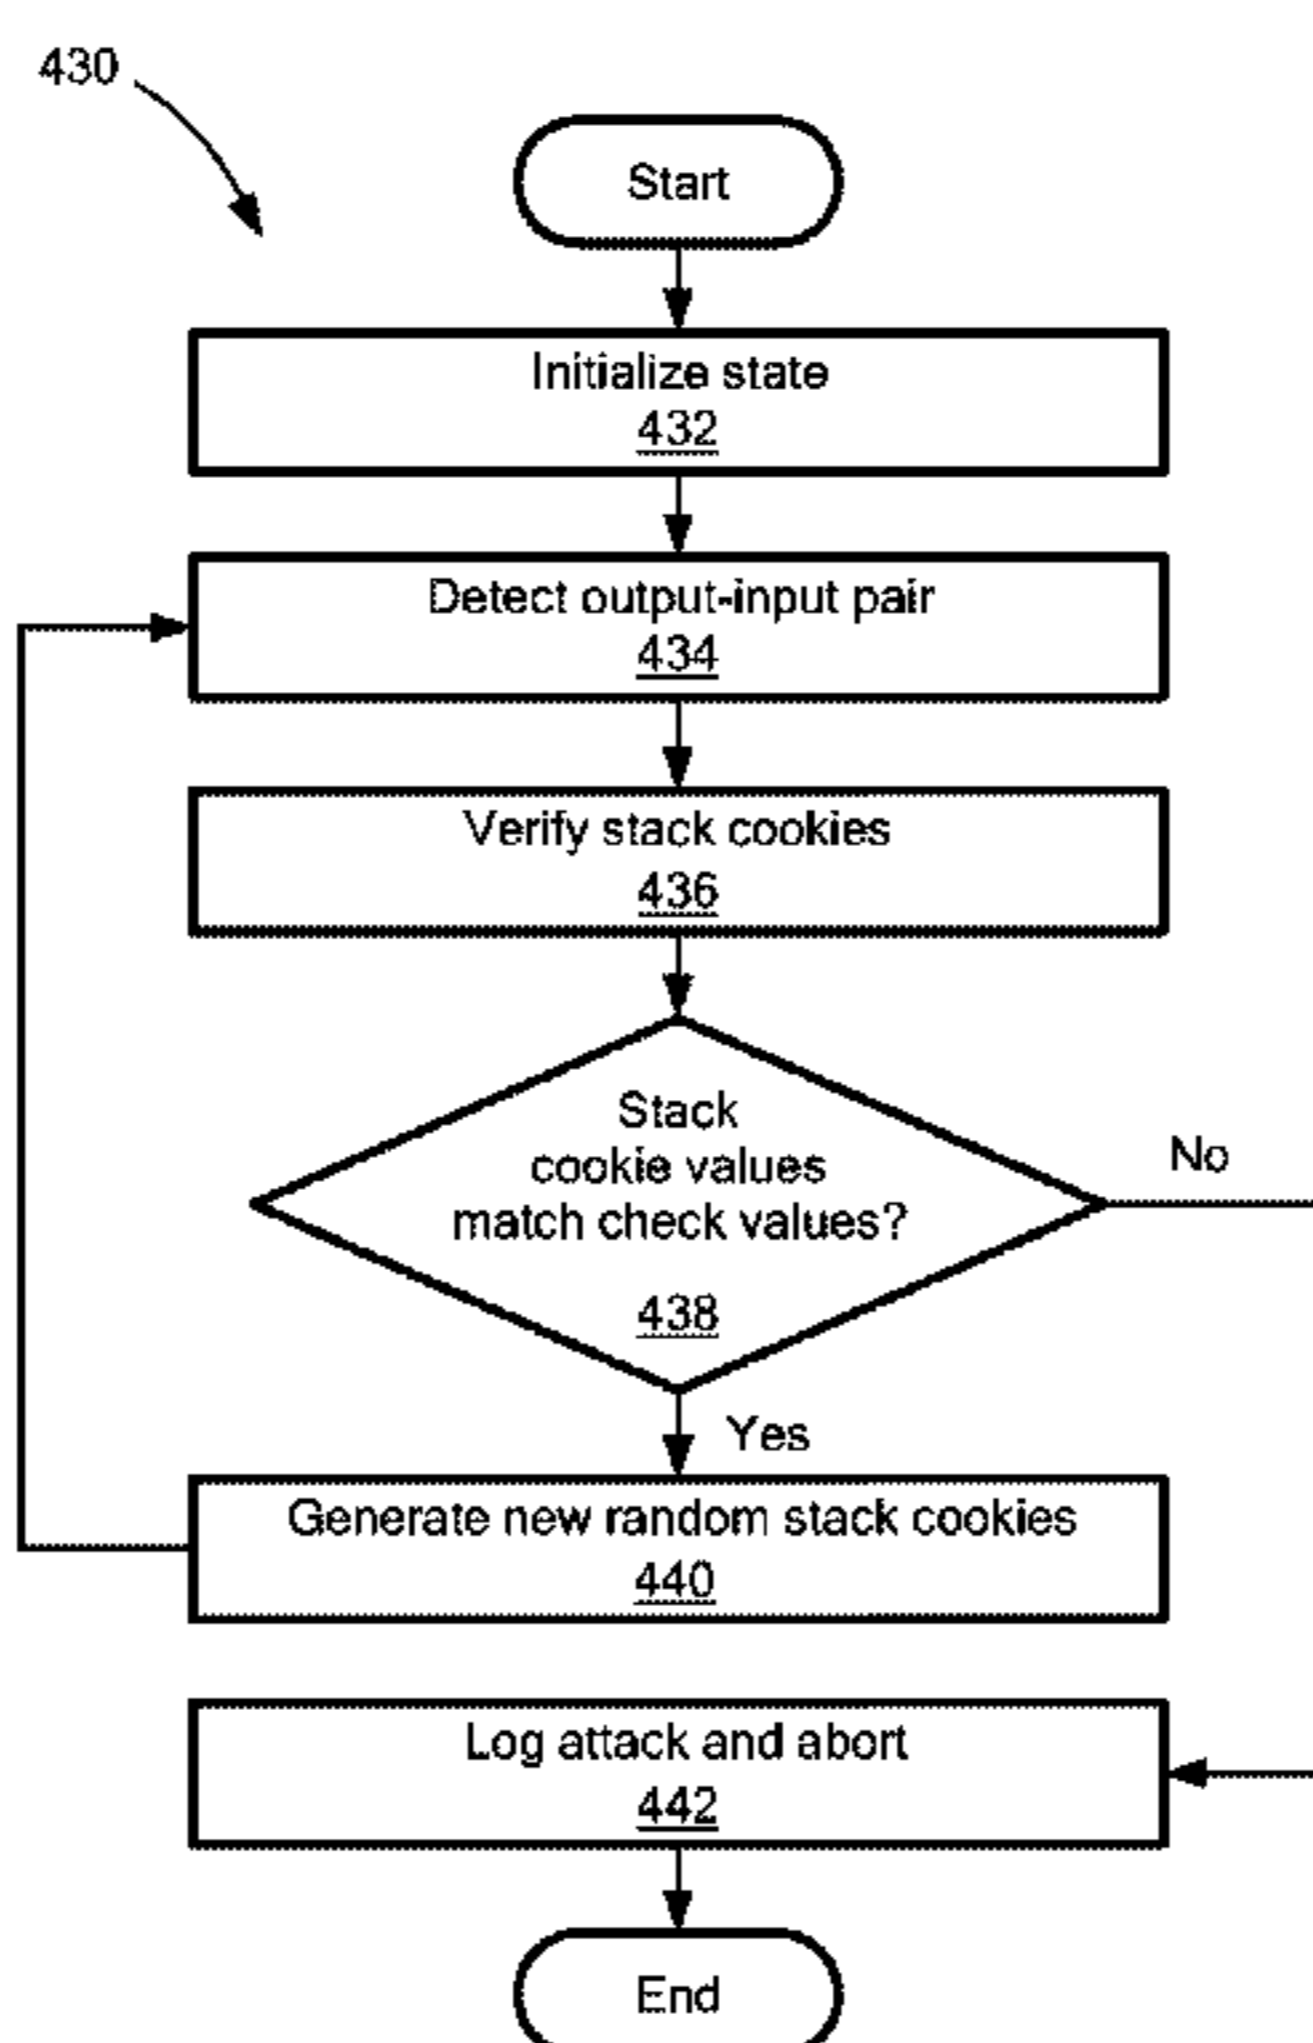 430
Start
Initialize state
432
Detect output-input pair
434
Verify stack cookies
436
Stack
cookie values
match check values?
438
No
Yes
Generate new random stack cookies
440
Log attack and abort
442
End